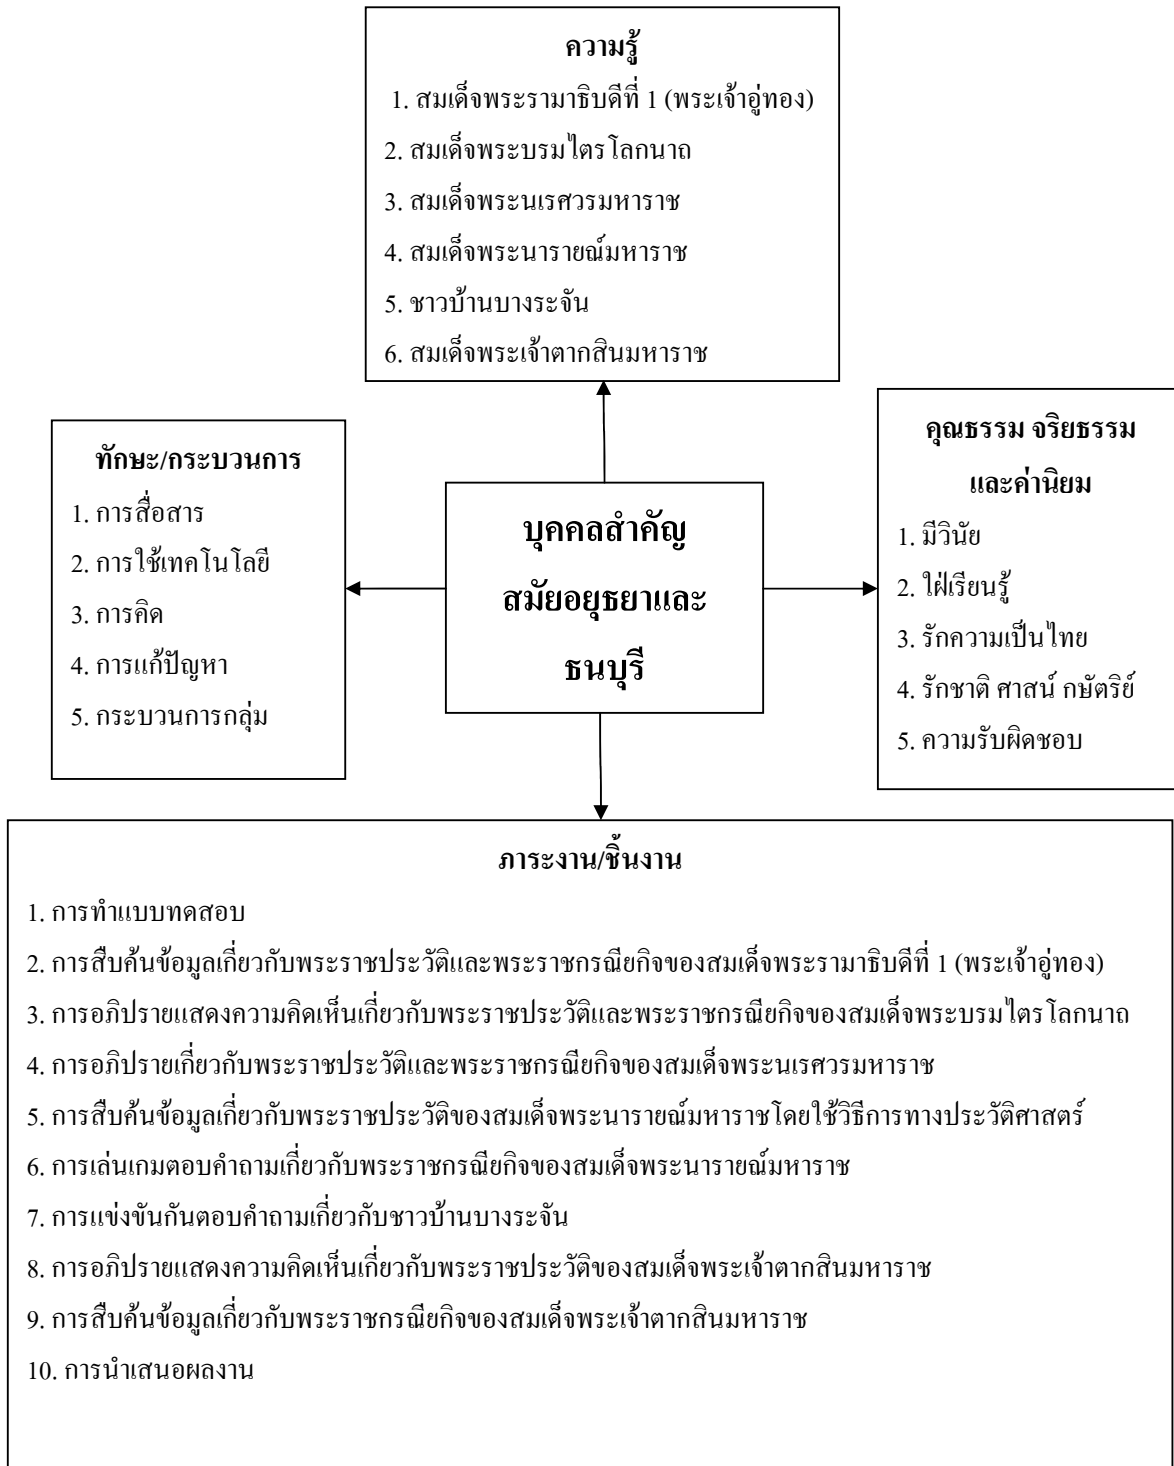 ความรู้
1. สมเด็จพระรามาธิบดีที่ 1 (พระเจ้าอู่ทอง)
2. สมเด็จพระบรมไตรโลกนาถ
3. สมเด็จพระนเรศวรมหาราช
4. สมเด็จพระนารายณ์มหาราช
5. ชาวบ้านบางระจัน
6. สมเด็จพระเจ้าตากสินมหาราช
ทักษะ/กระบวนการ
1. การสื่อสาร
2. การใช้เทคโนโลยี
3. การคิด
4. การแก้ปัญหา
5. กระบวนการกลุ่ม
บุคคลสำคัญ
สมัยอยุธยาและ
ธนบุรี
คุณธรรม จริยธรรม
และค่านิยม
1. มีวินัย
2. ใฝ่เรียนรู้
3. รักความเป็นไทย
4. รักชาติ ศาสน์ กษัตริย์
5. ความรับผิดชอบ
ภาระงาน/ชิ้นงาน
1. การทำแบบทดสอบ
2. การสืบค้นข้อมูลเกี่ยวกับพระราชประวัติและพระราชกรณียกิจของสมเด็จพระรามาธิบดีที่ 1 (พระเจ้าอู่ทอง)
3. การอภิปรายแสดงความคิดเห็นเกี่ยวกับพระราชประวัติและพระราชกรณียกิจของสมเด็จพระบรมไตรโลกนาถ
4. การอภิปรายเกี่ยวกับพระราชประวัติและพระราชกรณียกิจของสมเด็จพระนเรศวรมหาราช
5. การสืบค้นข้อมูลเกี่ยวกับพระราชประวัติของสมเด็จพระนารายณ์มหาราชโดยใช้วิธีการทางประวัติศาสตร์
6. การเล่นเกมตอบคำถามเกี่ยวกับพระราชกรณียกิจของสมเด็จพระนารายณ์มหาราช
7. การแข่งขันกันตอบคำถามเกี่ยวกับชาวบ้านบางระจัน
8. การอภิปรายแสดงความคิดเห็นเกี่ยวกับพระราชประวัติของสมเด็จพระเจ้าตากสินมหาราช
9. การสืบค้นข้อมูลเกี่ยวกับพระราชกรณียกิจของสมเด็จพระเจ้าตากสินมหาราช
10. การนำเสนอผลงาน